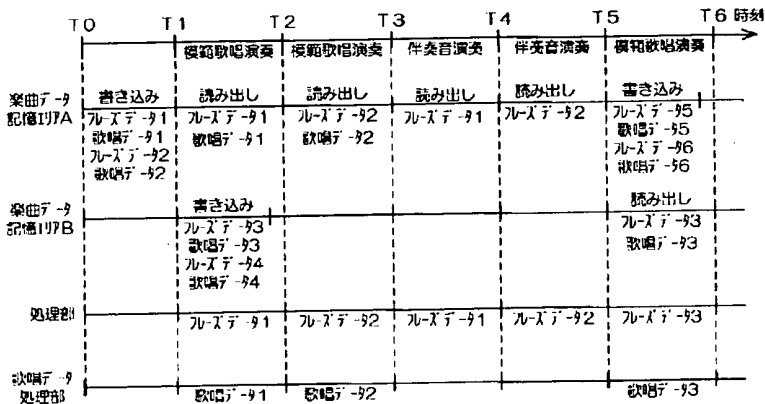 T0 T1 T2 T3 T4 T5 T6 時刻
模範歌唱演奏 模範歌唱演奏 伴奏音演奏 伴奏音演奏 模範歌唱演奏
楽曲データ 書き込み 読み出し 読み出し 読み出し 読み出し 書き込み
記憶エリアA フレーズデータ1 フレーズデータ1 フレーズデータ2 フレーズデータ1 フレーズデータ2 フレーズデータ5
歌唱データ1 歌唱データ1 歌唱データ2 歌唱データ5
フレーズデータ2 フレーズデータ6
歌唱データ2 歌唱データ6
楽曲データ 書き込み 読み出し
記憶エリアB フレーズデータ3 フレーズデータ3
歌唱データ3 歌唱データ3
フレーズデータ4
歌唱データ4
処理部 フレーズデータ1 フレーズデータ2 フレーズデータ1 フレーズデータ2 フレーズデータ3
歌唱データ
処理部 歌唱データ1 歌唱データ2 歌唱データ3